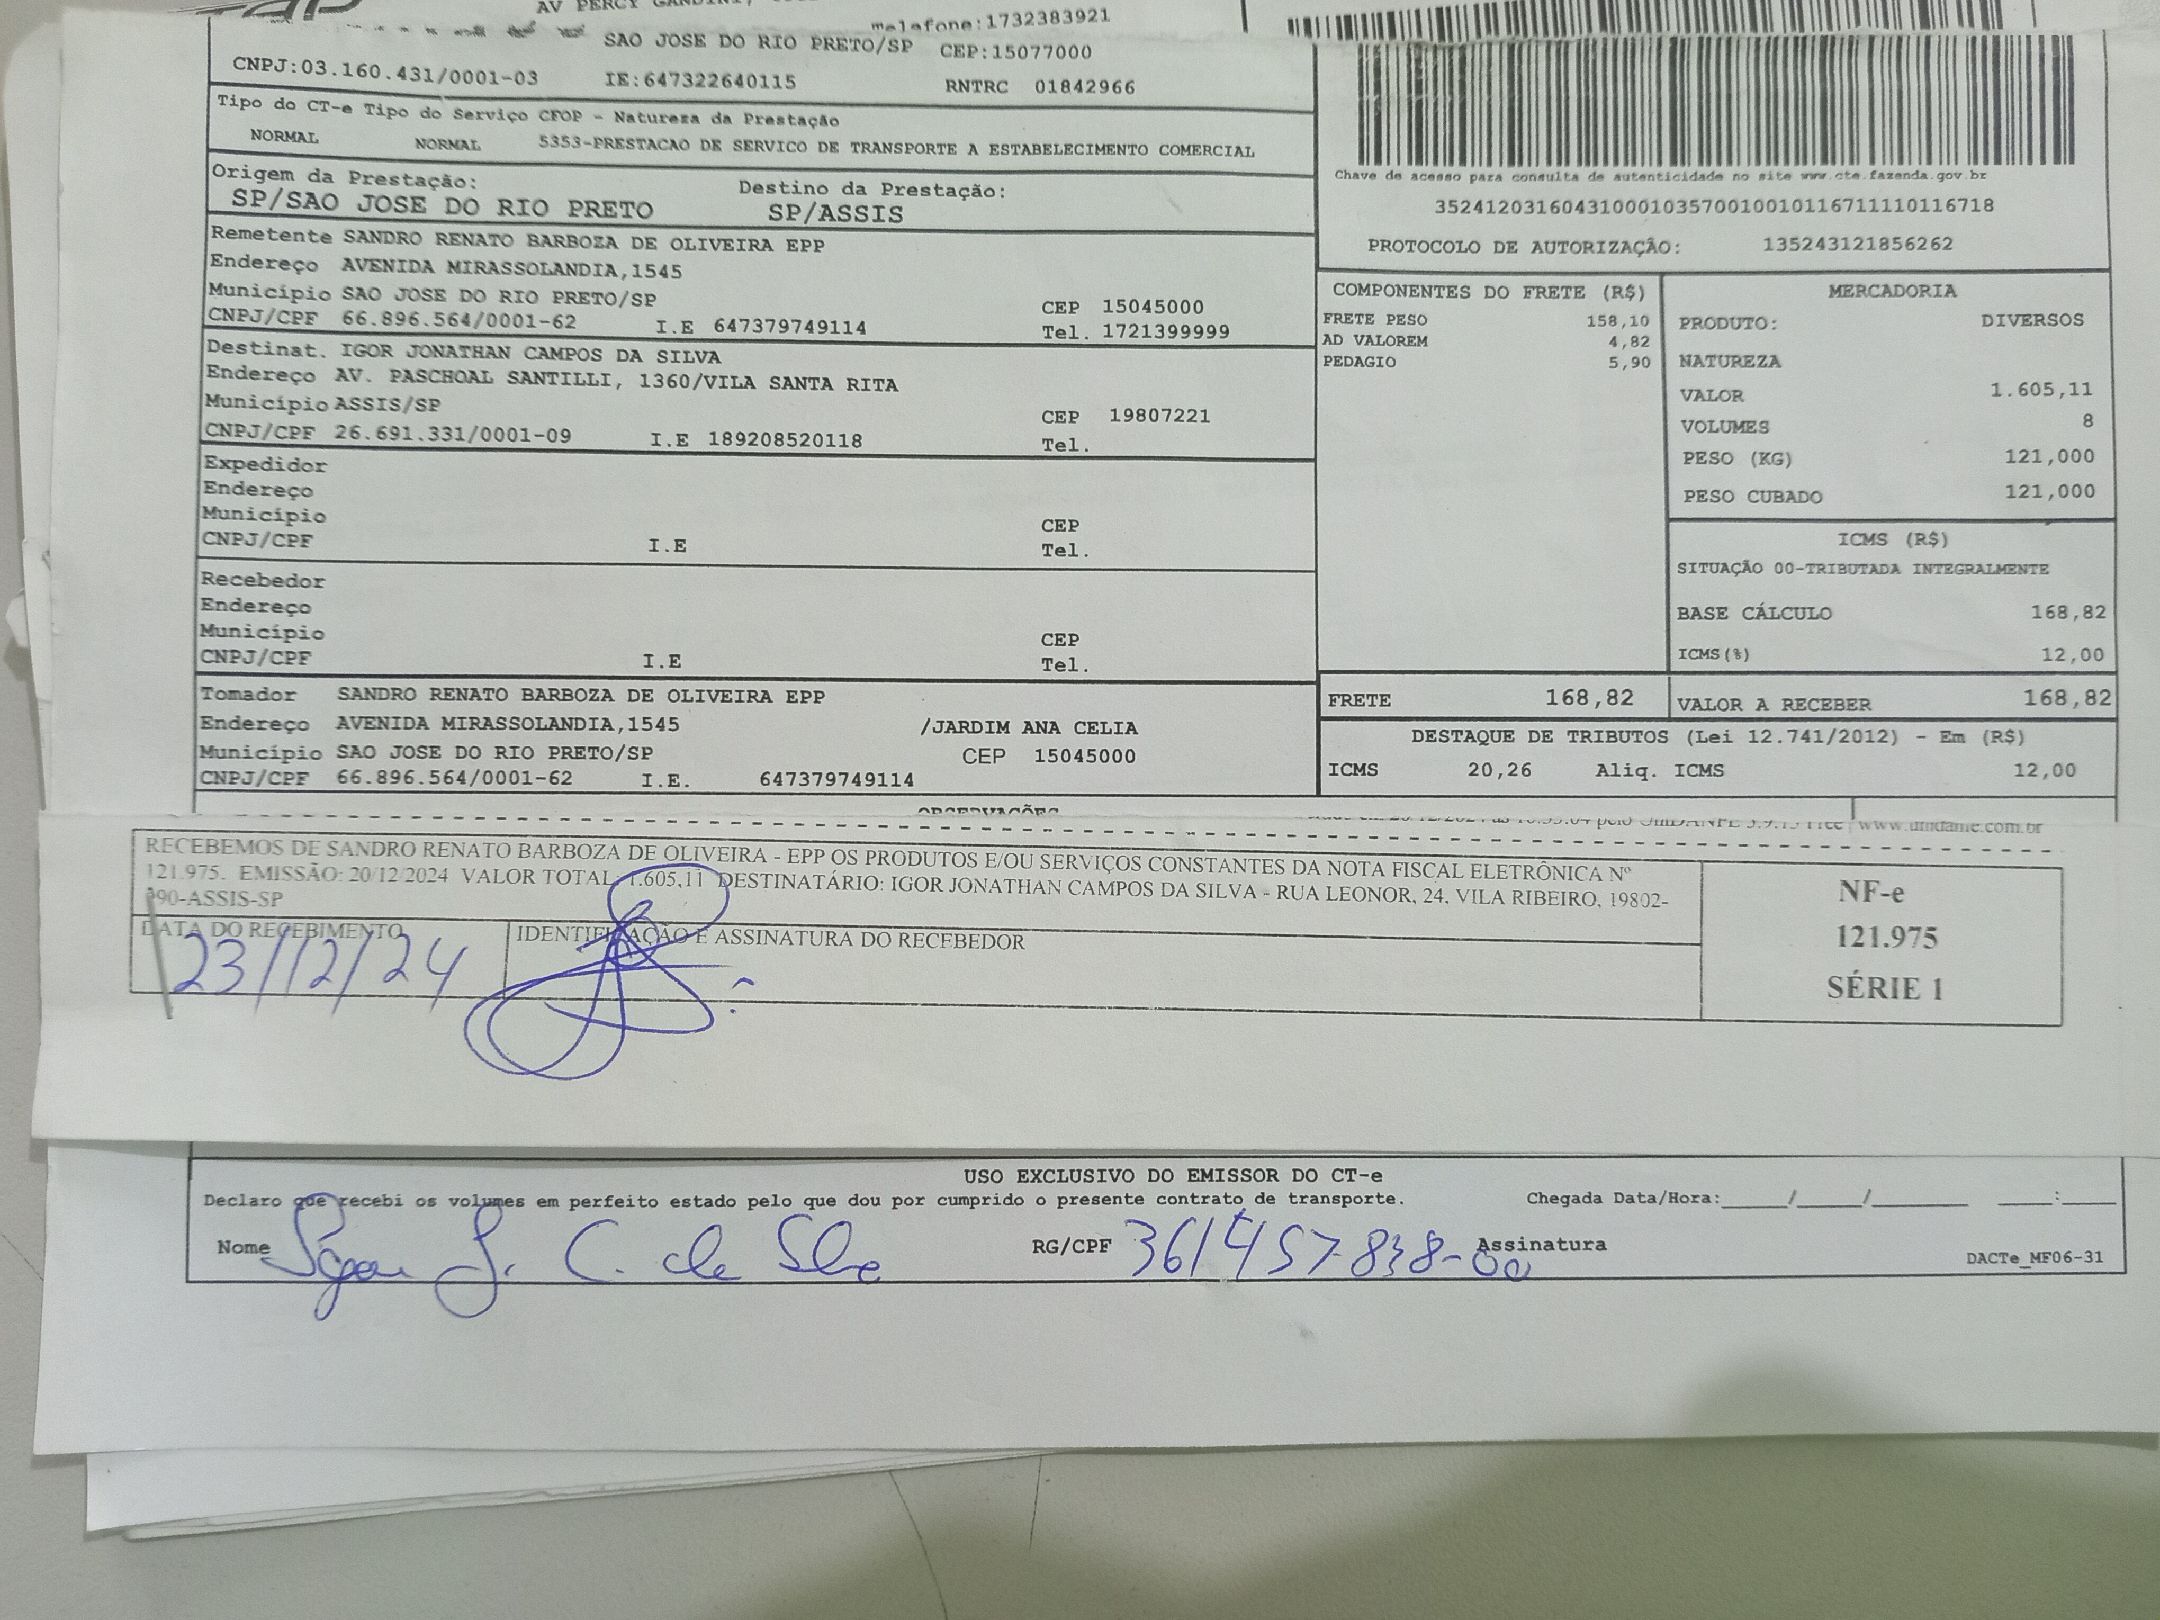 AV PERCY GANDINI,
1732383921
SAO JOSE DO RIO PRETO/SP CEP:15077000
CNPJ:03.160.431/0001-03 IE:647322640115 RNTRC 01842966
Tipo do CT-e Tipo do Serviço CFOP - Natureza da Prestação
NORMAL NORMAL 5353-PRESTACAO DE SERVICO DE TRANSPORTE A ESTABELECIMENTO COMERCIAL
Origem da Prestação: Destino da Prestação:
SP/SAO JOSE DO RIO PRETO SP/ASSIS
Remetente SANDRO RENATO BARBOZA DE OLIVEIRA EPP
Endereço AVENIDA MIRASSOLANDIA,1545
Município SAO JOSE DO RIO PRETO/SP CEP 15045000
CNPJ/CPF 66.896.564/0001-62 I.E 647379749114 Tel. 1721399999
Destinat. IGOR JONATHAN CAMPOS DA SILVA
Endereço AV. PASCHOAL SANTILLI, 1360/VILA SANTA RITA
Município ASSIS/SP CEP 19807221
CNPJ/CPF 26.691.331/0001-09 I.E 189208520118 Tel.
Expedidor
Endereço
Município CEP
CNPJ/CPF I.E Tel.
Recebedor
Endereço
Município CEP
CNPJ/CPF I.E Tel.
Tomador SANDRO RENATO BARBOZA DE OLIVEIRA EPP
Endereço AVENIDA MIRASSOLANDIA,1545 /JARDIM ANA CELIA
Município SAO JOSE DO RIO PRETO/SP CEP 15045000
CNPJ/CPF 66.896.564/0001-62 I.E. 647379749114
Chave de acesso para consulta de autenticidade no site www.cte.fazenda.gov.br
35241203160431000103570010010116711110116718
PROTOCOLO DE AUTORIZAÇÃO: 135243121856262
COMPONENTES DO FRETE (R$)
FRETE PESO 158,10
AD VALOREM 4,82
PEDAGIO 5,90
MERCADORIA
PRODUTO: DIVERSOS
NATUREZA
VALOR 1.605,11
VOLUMES 8
PESO (KG) 121,000
PESO CUBADO 121,000
ICMS (R$)
SITUAÇÃO 00-TRIBUTADA INTEGRALMENTE
BASE CÁLCULO 168,82
ICMS(%) 12,00
FRETE 168,82 VALOR A RECEBER 168,82
DESTAQUE DE TRIBUTOS (Lei 12.741/2012) - Em (R$)
ICMS 20,26 Aliq. ICMS 12,00
OBSERVAÇÕES
www.unidanfe.com.br
RECEBEMOS DE SANDRO RENATO BARBOZA DE OLIVEIRA - EPP OS PRODUTOS E/OU SERVIÇOS CONSTANTES DA NOTA FISCAL ELETRÔNICA Nº
121.975. EMISSÃO: 20/12/2024 VALOR TOTAL: 1.605,11 DESTINATÁRIO: IGOR JONATHAN CAMPOS DA SILVA - RUA LEONOR, 24, VILA RIBEIRO, 19802-
090-ASSIS-SP
DATA DO RECEBIMENTO IDENTIFICAÇÃO E ASSINATURA DO RECEBEDOR
23/12/24
NF-e
121.975
SÉRIE 1
USO EXCLUSIVO DO EMISSOR DO CT-e
Declaro que recebi os volumes em perfeito estado pelo que dou por cumprido o presente contrato de transporte. Chegada Data/Hora:____/____/____ ____:____
Nome Igor J. C. da Silva RG/CPF 361457838-00 Assinatura
DACTe_MF06-31